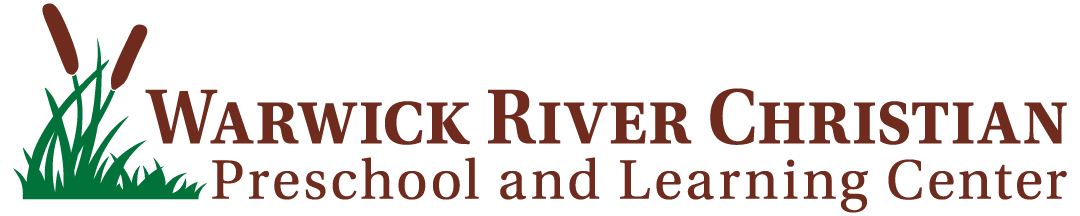 WARWICK RIVER CHRISTIAN
Preschool and Learning Center